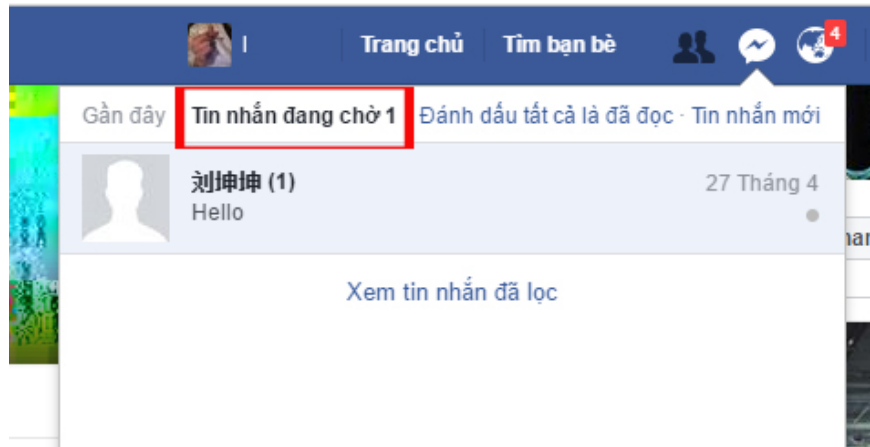 l Trang chủ Tìm bạn bè 4
Gần đây Tin nhắn đang chờ 1 Đánh dấu tất cả là đã đọc · Tin nhắn mới
刘坤坤 (1) 27 Tháng 4
Hello
Xem tin nhắn đã lọc